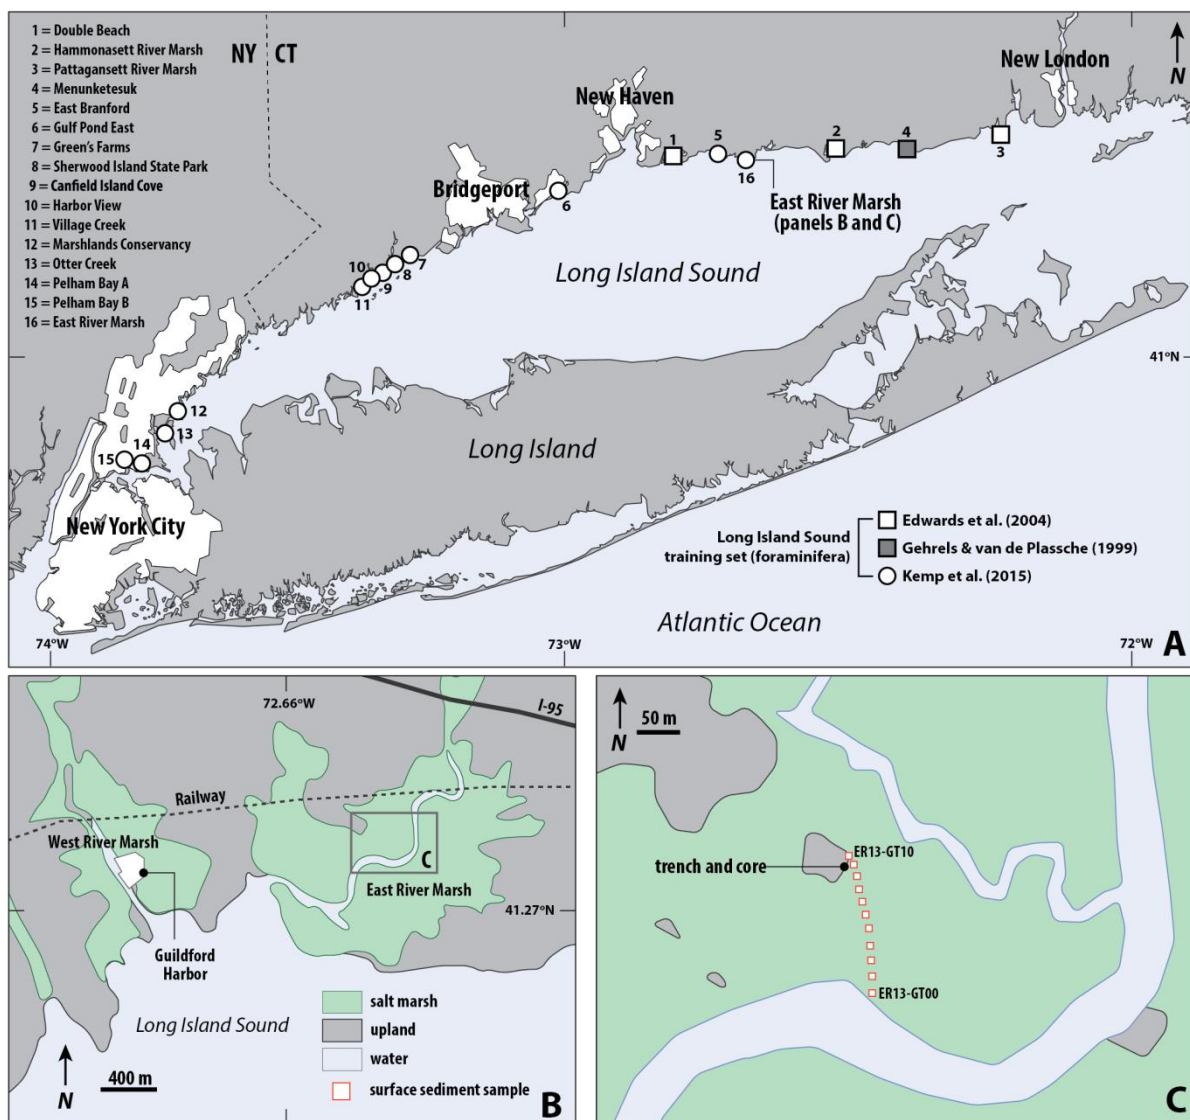 1 = Double Beach
2 = Hammonasett River Marsh
3 = Pattagansett River Marsh
4 = Menunketesuk
5 = East Branford
6 = Gulf Pond East
7 = Green's Farms
8 = Sherwood Island State Park
9 = Canfield Island Cove
10 = Harbor View
11 = Village Creek
12 = Marshlands Conservancy
13 = Otter Creek
14 = Pelham Bay A
15 = Pelham Bay B
16 = East River Marsh
NY CT
New London
N
New Haven
1
5
2
4
3
16
Bridgeport
6
East River Marsh
(panels B and C)
10
7
8
9
11
Long Island Sound
41ºN
12
13
14
15
Long Island
New York City
Long Island Sound
training set (foraminifera)
Edwards et al. (2004)
Gehrels & van de Plassche (1999)
Kemp et al. (2015)
Atlantic Ocean
74ºW
73ºW
72ºW
A
72.66ºW
I-95
Railway
West River Marsh
C
East River Marsh
41.27ºN
Guildford
Harbor
Long Island Sound
salt marsh
upland
water
surface sediment sample
N
400 m
B
N
50 m
ER13-GT10
trench and core
ER13-GT00
C